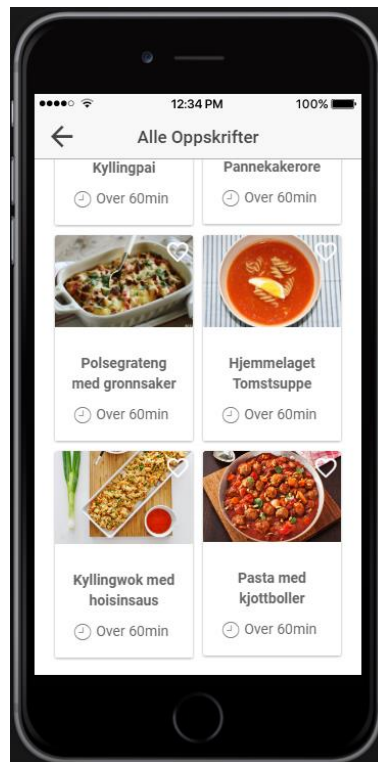 12:34 PM 100%
Alle Oppskrifter
Kyllingpai Pannekakerore
Over 60min Over 60min
Polsegrateng Hjemmelaget
med gronnsaker Tomstsuppe
Over 60min Over 60min
Kyllingwok med Pasta med
hoisinsaus kjottboller
Over 60min Over 60min